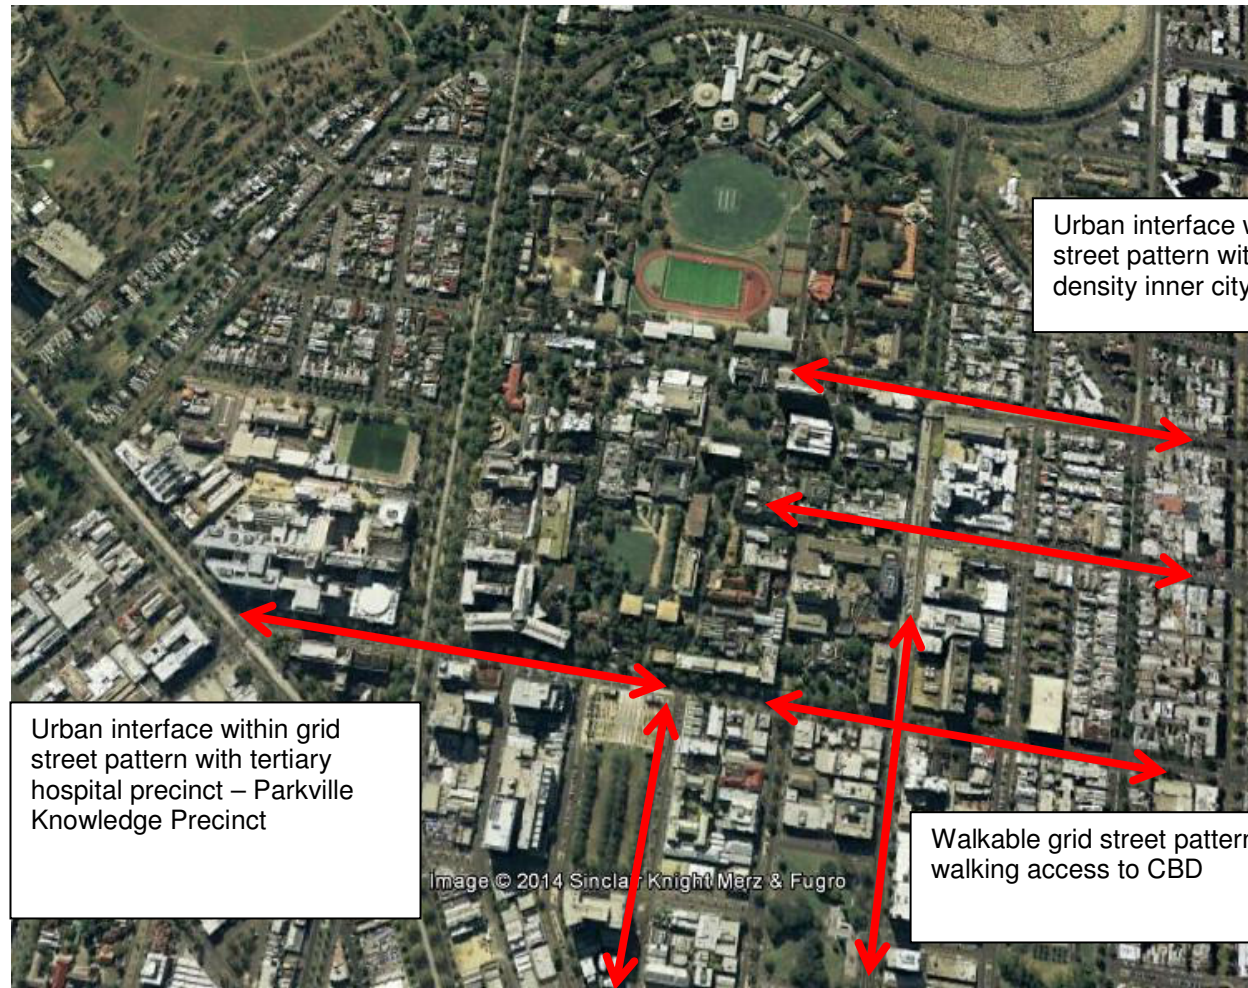 Urban interface
street pattern
density inner city
Urban interface within grid
street pattern with tertiary
hospital precinct – Parkville
Knowledge Precinct
Walkable grid street pattern
walking access to CBD
Image © 2014 Sinclair Knight Merz & Fugro